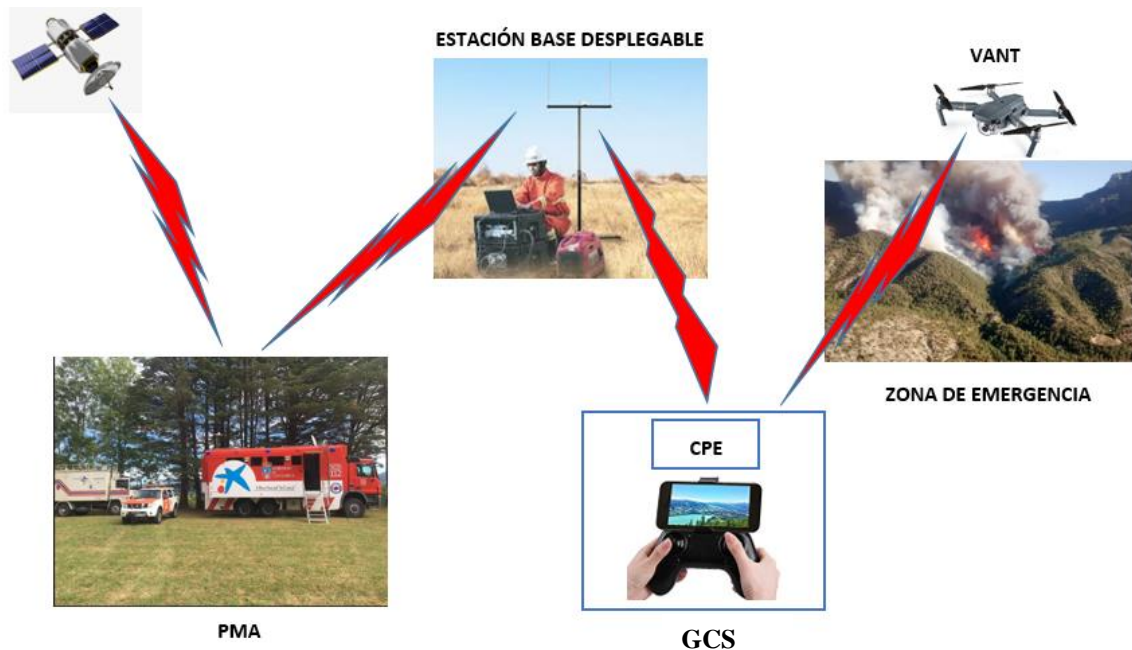 ESTACIÓN BASE DESPLEGABLE
VANT
ZONA DE EMERGENCIA
CPE
PMA
GCS